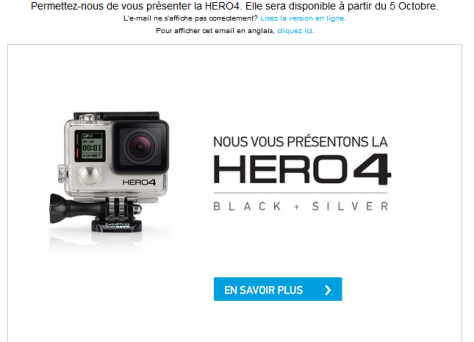 Permettez-nous de vous présenter la HERO4. Elle sera disponible à partir du 5 Octobre.
L'e-mail ne s'affiche pas correctement? Lisez la version en ligne.
Pour afficher cet email en anglais, cliquez ici.
NOUS VOUS PRÉSENTONS LA
HERO4
BLACK + SILVER
00:01
HERO4
EN SAVOIR PLUS